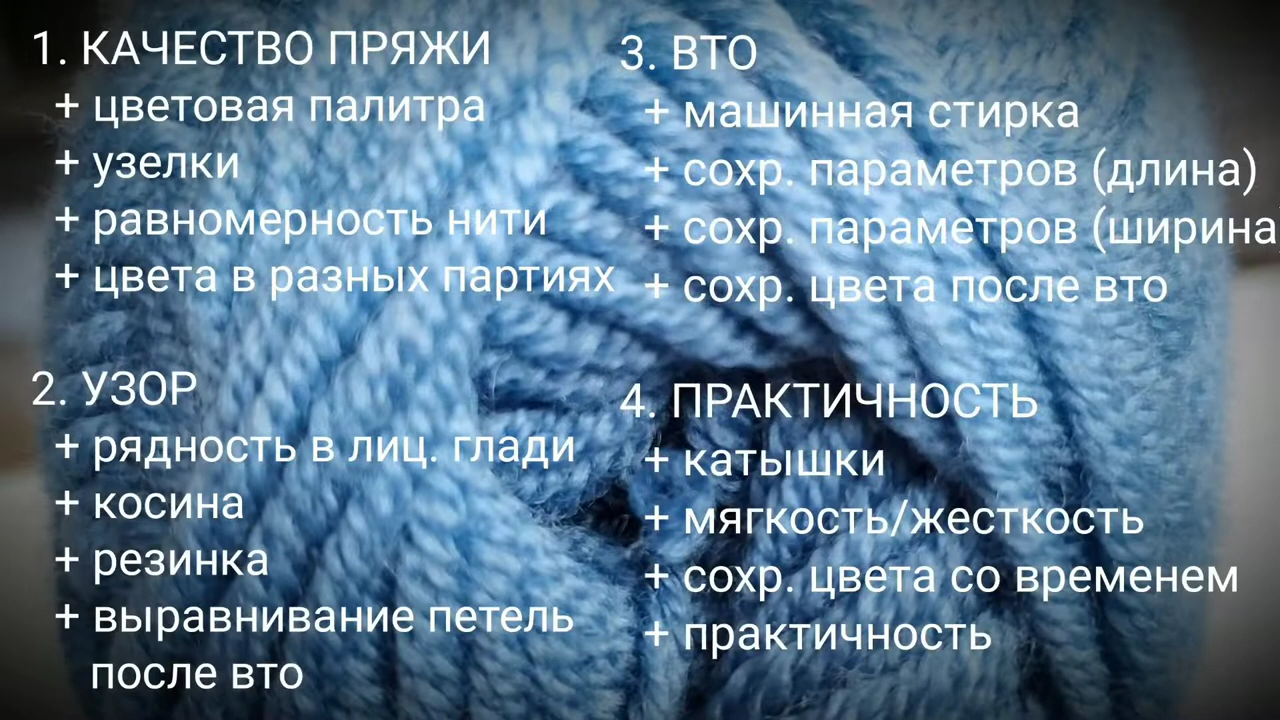 1. КАЧЕСТВО ПРЯЖИ
+ цветовая палитра
+ узелки
+ равномерность нити
+ цвета в разных партиях
2. УЗОР
+ рядность в лиц. глади
+ косина
+ резинка
+ выравнивание петель
после вто
3. ВТО
+ машинная стирка
+ сохр. параметров (длина)
+ сохр. параметров (ширина
+ сохр. цвета после вто
4. ПРАКТИЧНОСТЬ
+ катышки
+ мягкость/жесткость
+ сохр. цвета со временем
+ практичность